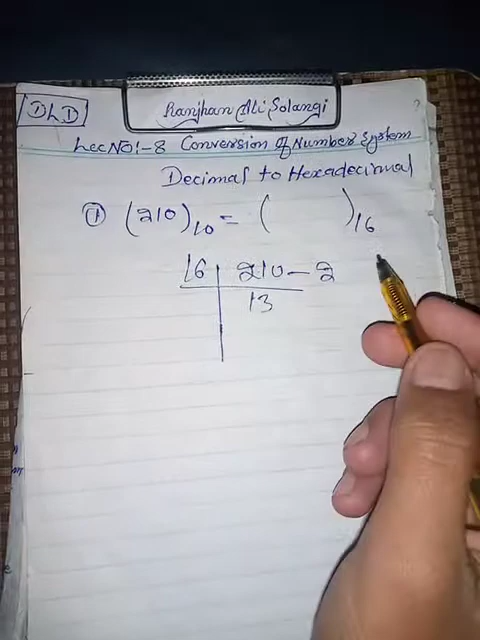 DLD
Ranjhan Ali Solangi
Lec NO:-8 Conversion of Number System
Decimal to Hexadecimal
① (210)₁₀ = ( )₁₆
16 | 210 — 2
13